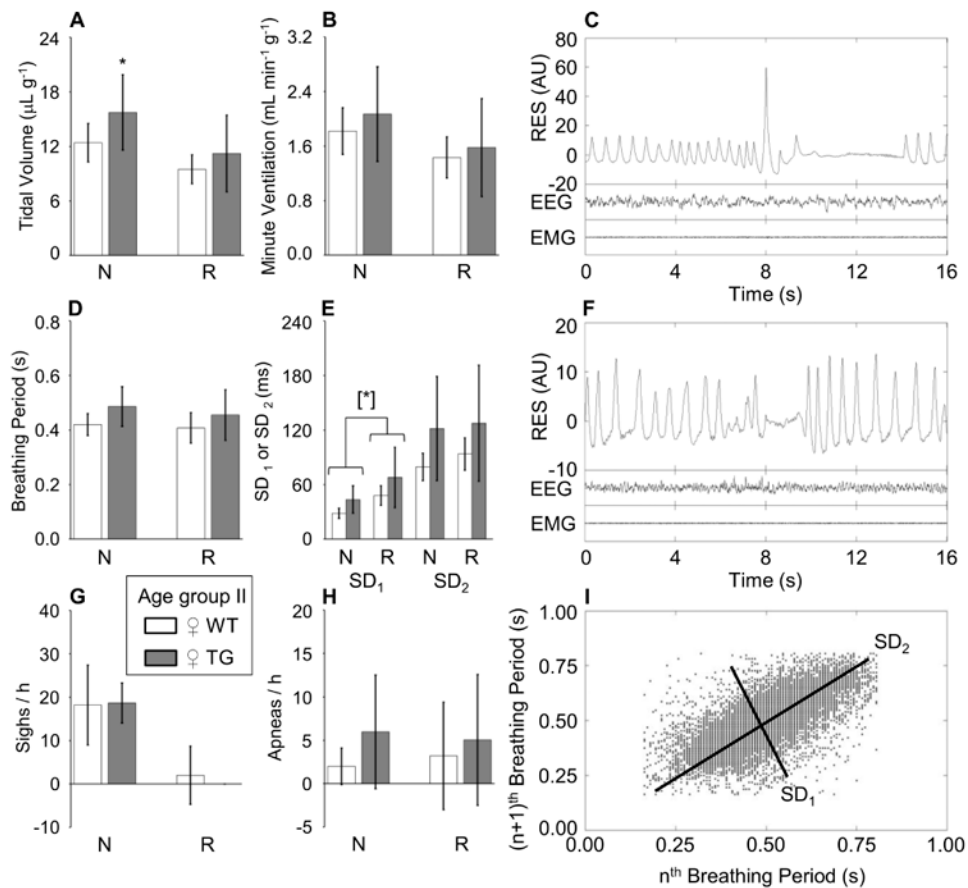 A
Tidal Volume (μL g⁻¹)
24
18
12
6
0
*
N
R
B
Minute Ventilation (mL min⁻¹ g⁻¹)
3.2
2.4
1.6
0.8
0.0
N
R
C
RES (AU)
80
60
40
20
0
-20
EEG
EMG
0
4
8
12
16
Time (s)
D
Breathing Period (s)
0.8
0.6
0.4
0.2
0.0
N
R
E
SD₁ or SD₂ (ms)
240
180
120
60
0
[*]
N
R
N
R
SD₁
SD₂
F
RES (AU)
20
10
0
-10
EEG
EMG
0
4
8
12
16
Time (s)
G
Sighs / h
40
30
20
10
0
-10
N
R
Age group II
♀ WT
♀ TG
H
Apneas / h
20
15
10
5
0
-5
N
R
I
(n+1)ᵗʰ Breathing Period (s)
1.00
0.75
0.50
0.25
0.00
SD₂
SD₁
0.00
0.25
0.50
0.75
1.00
nᵗʰ Breathing Period (s)